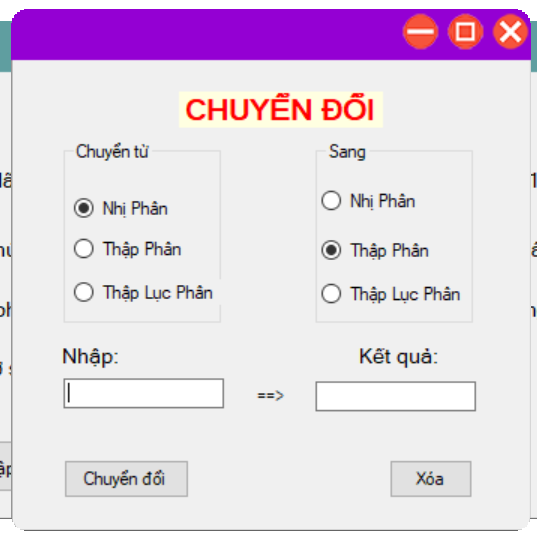 CHUYỂN ĐỔI
Chuyển từ
Sang
Nhị Phân
Nhị Phân
Thập Phân
Thập Phân
Thập Lục Phân
Thập Lục Phân
Nhập:
Kết quả:
==>
Chuyển đổi
Xóa